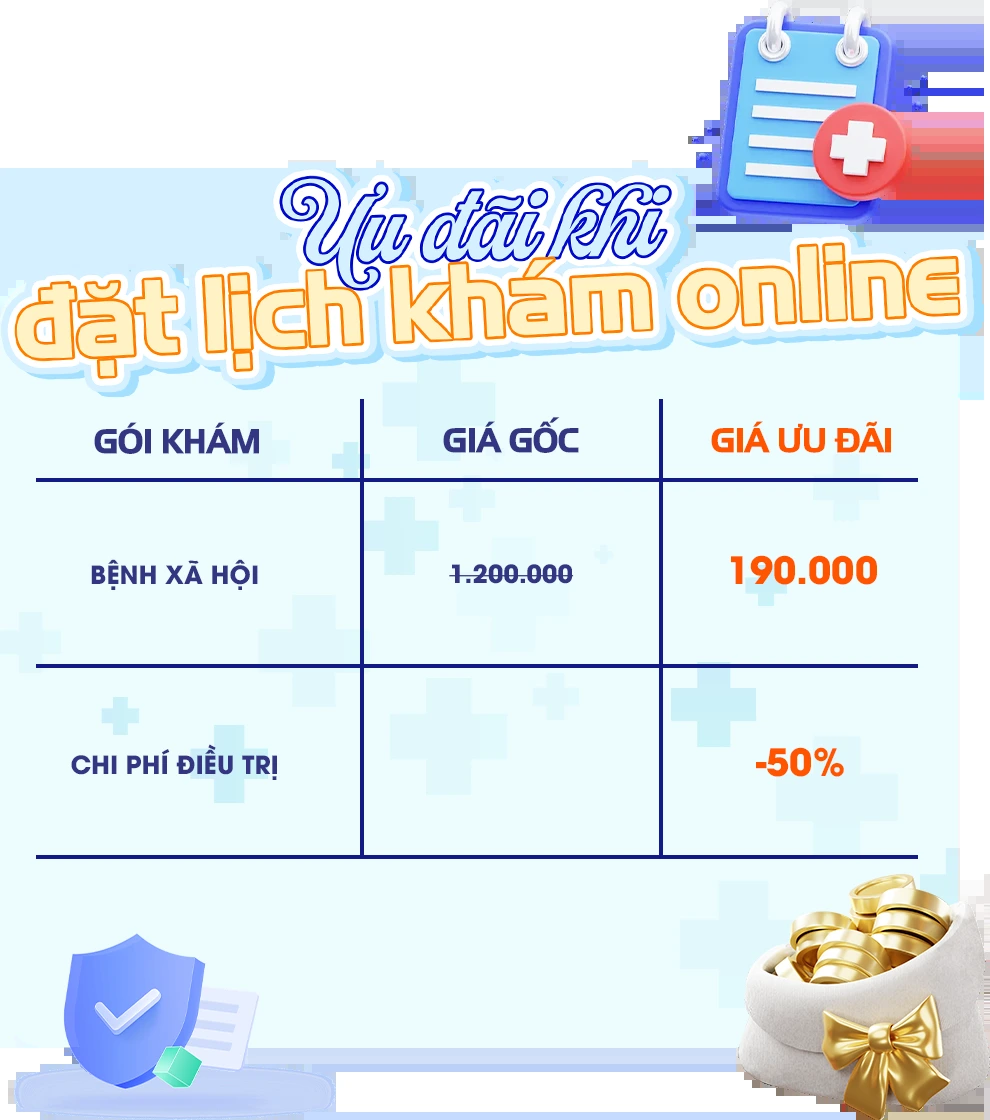 Ưu đãi khi
đặt lịch khám online
GÓI KHÁM GIÁ GỐC GIÁ ƯU ĐÃI
BỆNH XÃ HỘI 1.200.000 190.000
CHI PHÍ ĐIỀU TRỊ -50%